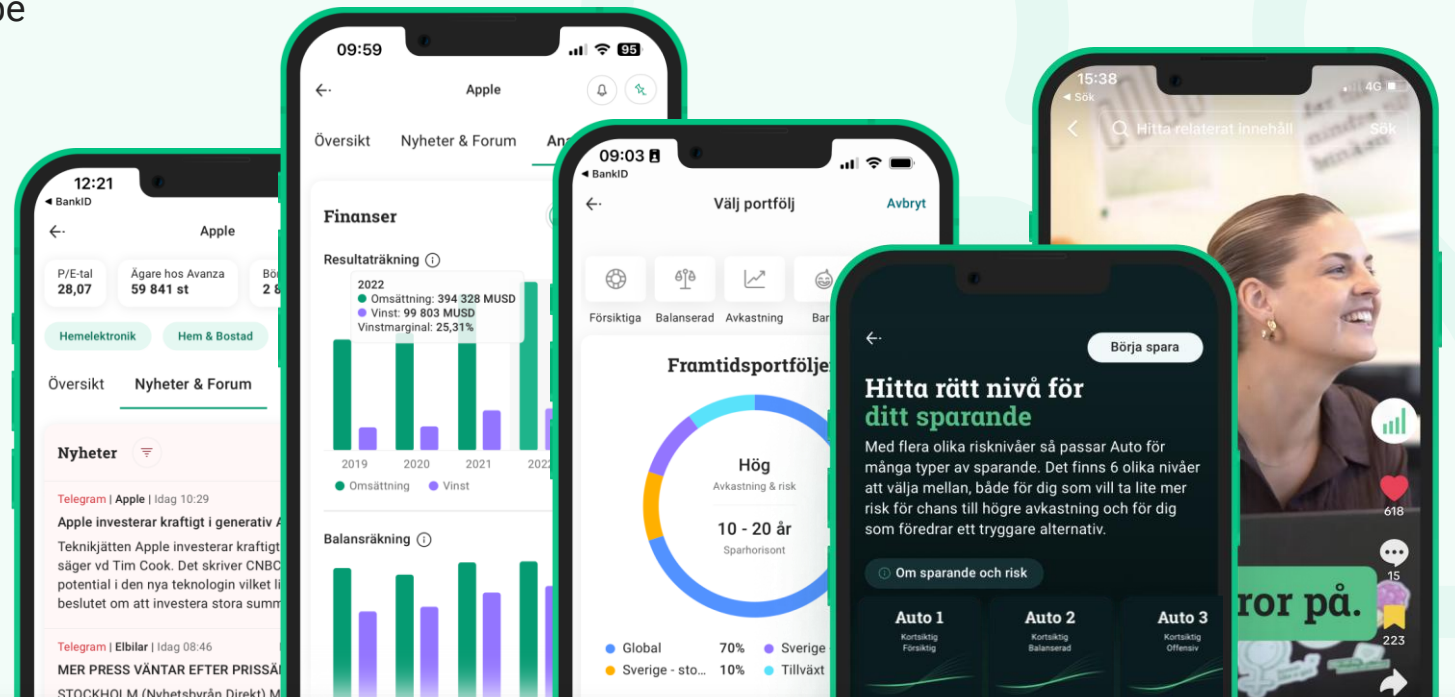 12:21
BankID
Apple
P/E-tal
28,07
Ägare hos Avanza
59 841 st
Hemelektronik
Hem & Bostad
Översikt Nyheter & Forum
Nyheter
Telegram | Apple | Idag 10:29
Apple investerar kraftigt i generativ
Teknikjätten Apple investerar kraftigt
säger vd Tim Cook. Det skriver CNBC
potential i den nya teknologin vilket
beslutet om att investera stora
Telegram | Elbilar | Idag 08:46
MER PRESS VÄNTAR EFTER
STOCKHOLM (Nyhetsbyrån Direkt)
09:59
95
Apple
Översikt Nyheter & Forum
Finanser
Resultaträkning
2022
Omsättning: 394 328 MUSD
Vinst: 99 803 MUSD
Vinstmarginal: 25,31%
2019 2020 2021 2022
Omsättning Vinst
Balansräkning
09:03
BankID
Välj portfölj Avbryt
Försiktiga Balanserad Avkastning
Framtidsportföljen
Hög
Avkastning & risk
10 - 20 år
Sparhorisont
Global 70% Sverige
Sverige - sto... 10% Tillväxt
Börja spara
Hitta rätt nivå för
ditt sparande
Med flera olika risknivåer så passar Auto för
många typer av sparande. Det finns 6 olika nivåer
att välja mellan, både för dig som vill ta lite mer
risk för chans till högre avkastning och för dig
som föredrar ett tryggare alternativ.
Om sparande och risk
Auto 1
Kortsiktig
Försiktig
Auto 2
Kortsiktig
Balanserad
Auto 3
Kortsiktig
Offensiv
15:38
4G
Sök
Hitta relaterat innehåll Sök
618
15
ror på.
223